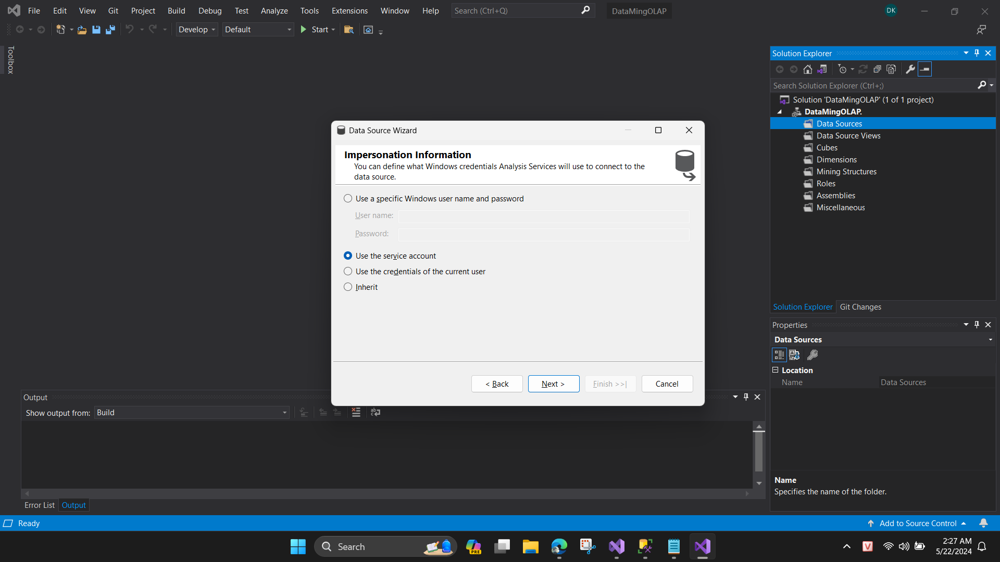 File Edit View Git Project Build Debug Test Analyze Tools Extensions Window Help Search (Ctrl+Q) DataMingOLAP DK
Develop Default Start
Toolbox
Solution Explorer
Search Solution Explorer (Ctrl+;)
Solution 'DataMingOLAP' (1 of 1 project)
DataMingOLAP.
Data Sources
Data Source Views
Cubes
Dimensions
Mining Structures
Roles
Assemblies
Miscellaneous
Solution Explorer Git Changes
Data Source Wizard
Impersonation Information
You can define what Windows credentials Analysis Services will use to connect to the
data source.
Use a specific Windows user name and password
User name:
Password:
Use the service account
Use the credentials of the current user
Inherit
< Back Next > Finish >>| Cancel
Properties
Data Sources
Location
Name Data Sources
Name
Specifies the name of the folder.
Output
Show output from: Build
Error List Output
Ready Add to Source Control
Search PRE V 2:27 AM
5/22/2024